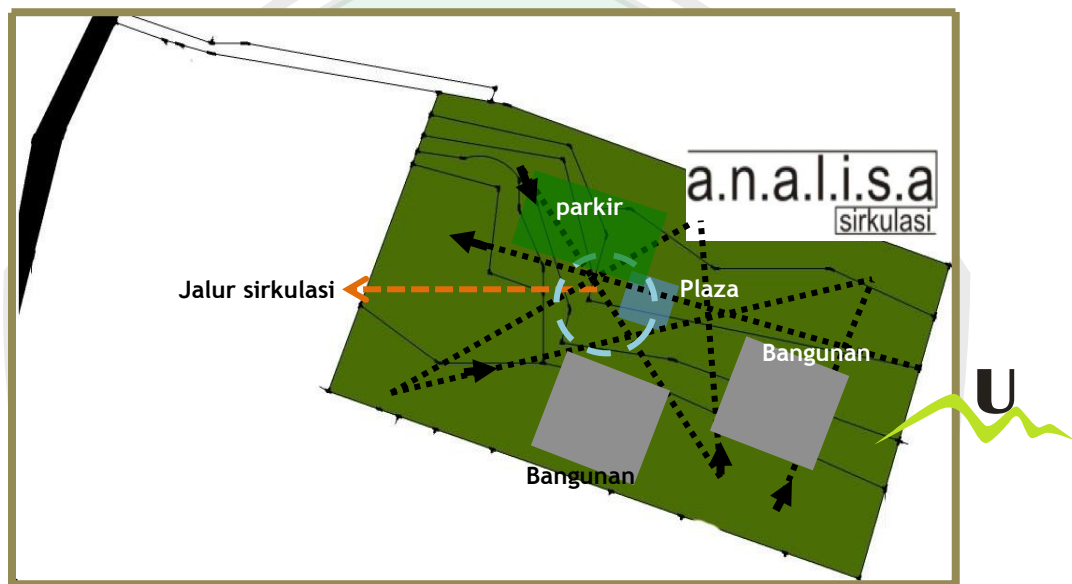 a.n.a.l.i.s.a
sirkulasi
parkir
Jalur sirkulasi
Plaza
Bangunan
U
Bangunan